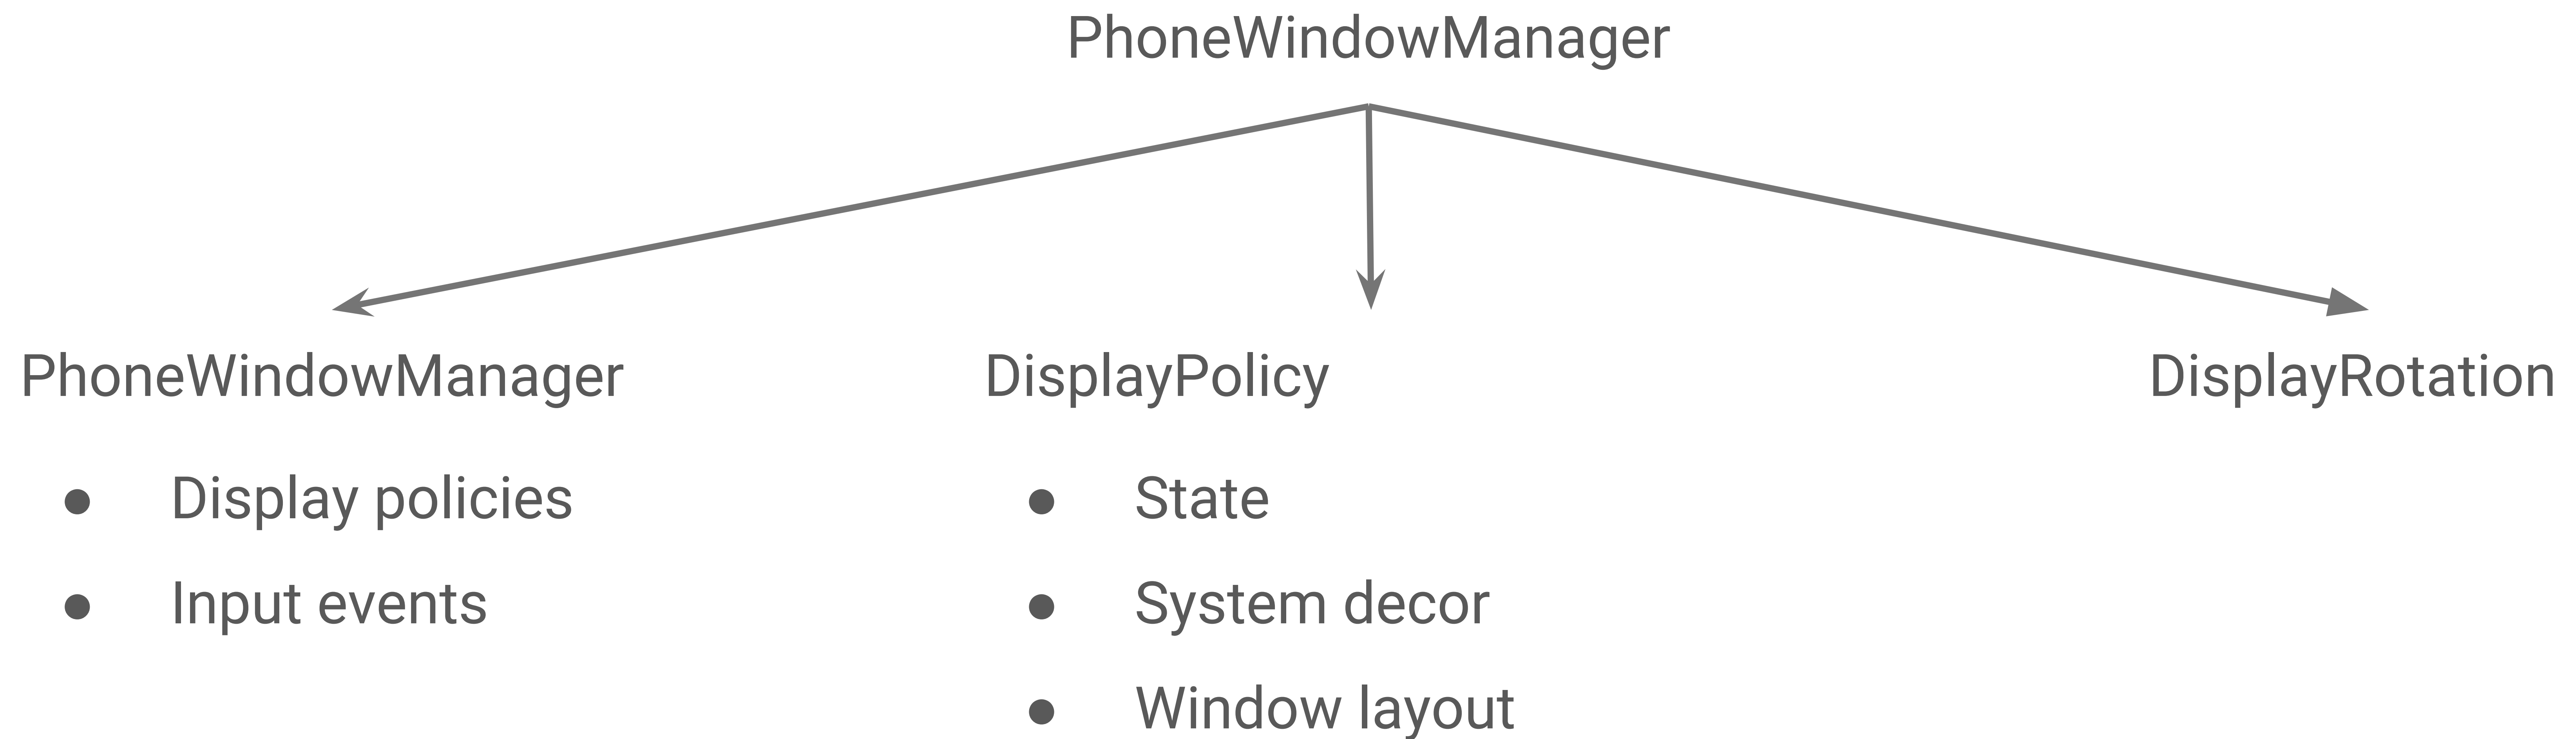 PhoneWindowManager
PhoneWindowManager
● Display policies
● Input events
DisplayPolicy
● State
● System decor
● Window layout
DisplayRotation